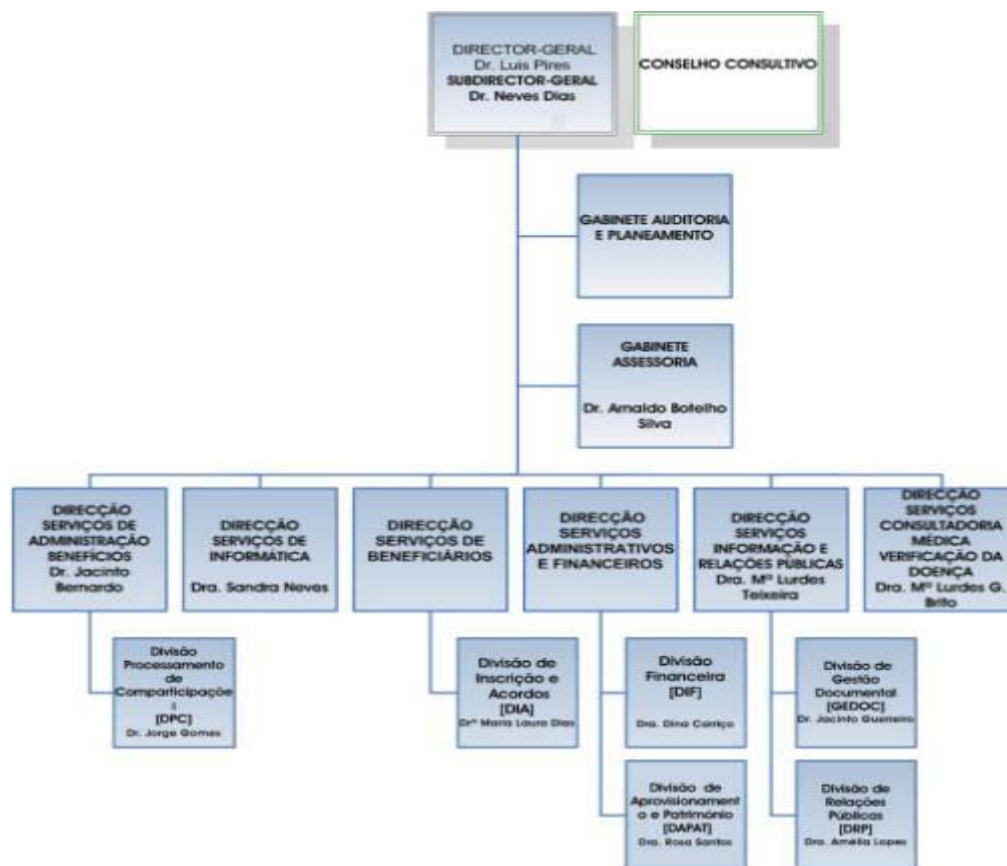 DIRECTOR-GERAL
Dr. Luis Pires
SUBDIRECTOR-GERAL
Dr. Neves Dias
CONSELHO CONSULTIVO
GABINETE AUDITORIA
E PLANEAMENTO
GABINETE
ASSESSORIA
Dr. Arnaldo Botelho
Silva
DIRECÇÃO
SERVIÇOS DE
ADMINISTRAÇÃO
BENEFÍCIOS
Dr. Jacinto
Bernardo
DIRECÇÃO
SERVIÇOS DE
INFORMÁTICA
Dra. Sandra Neves
DIRECÇÃO
SERVIÇOS DE
BENEFICIÁRIOS
DIRECÇÃO
SERVIÇOS
ADMINISTRATIVOS
E FINANCEIROS
DIRECÇÃO
SERVIÇOS
INFORMAÇÃO E
RELAÇÕES PÚBLICAS
Dra. Mª Lurdes
Teixeira
DIRECÇÃO
SERVIÇOS
CONSULTADORIA
MÉDICA
VERIFICAÇÃO DA
DOENÇA
Dra. Mª Lurdes G.
Brito
Divisão
Processamento
de
Comparticipaçõe
s
[DPC]
Dr. Jorge Gomes
Divisão de
Inscrição e
Acordos
[DIA]
Drª Maria Laura Dias
Divisão
Financeira
[DIF]
Dra. Dina Carriço
Divisão de
Gestão
Documental
[GEDOC]
Dr. Jacinto Guerreiro
Divisão de
Aprovisionament
o e Património
[DAPAT]
Dra. Rosa Santos
Divisão de
Relações
Públicas
[DRP]
Dra. Amélia Lopes